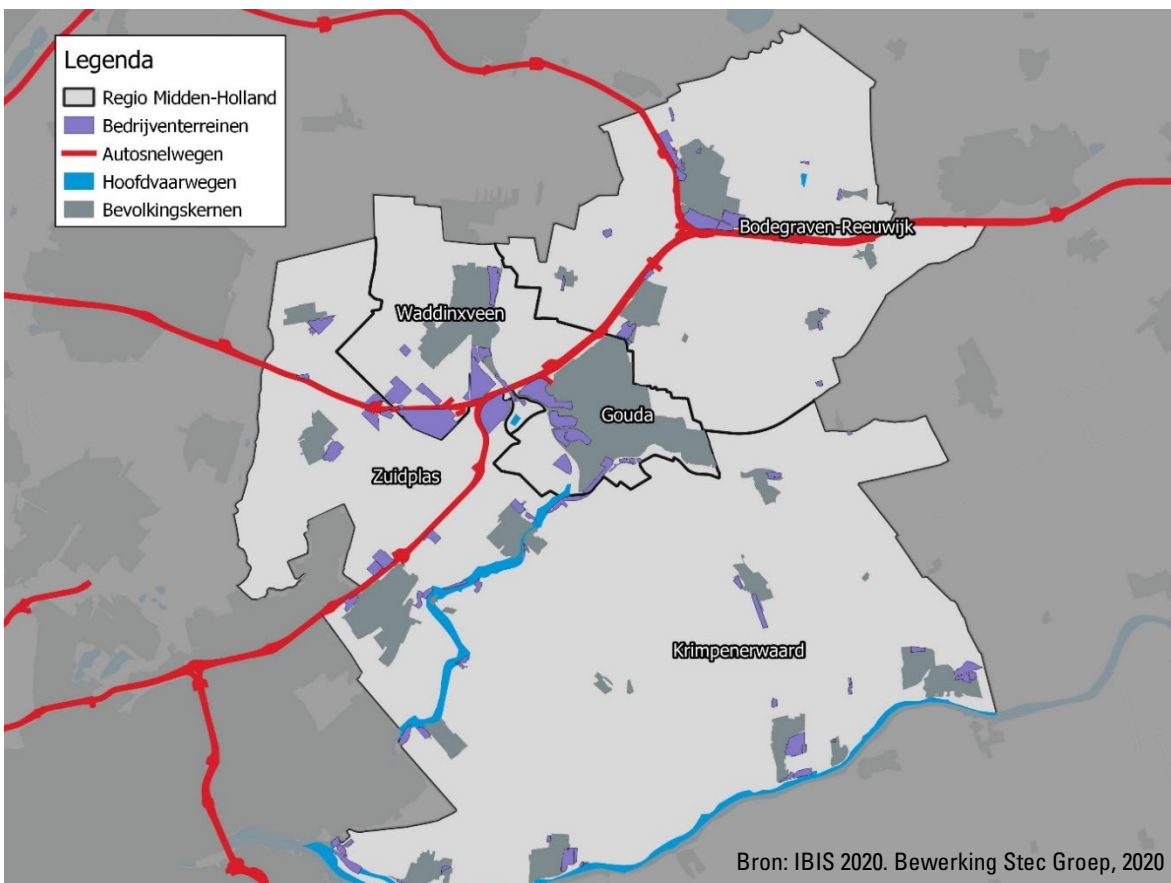 Legenda
Regio Midden-Holland
Bedrijventerreinen
Autosnelwegen
Hoofdvaarwegen
Bevolkingskernen
Bodegraven-Reeuwijk
Waddinxveen
Gouda
Zuidplas
Krimpenerwaard
Bron: IBIS 2020. Bewerking Stec Groep, 2020